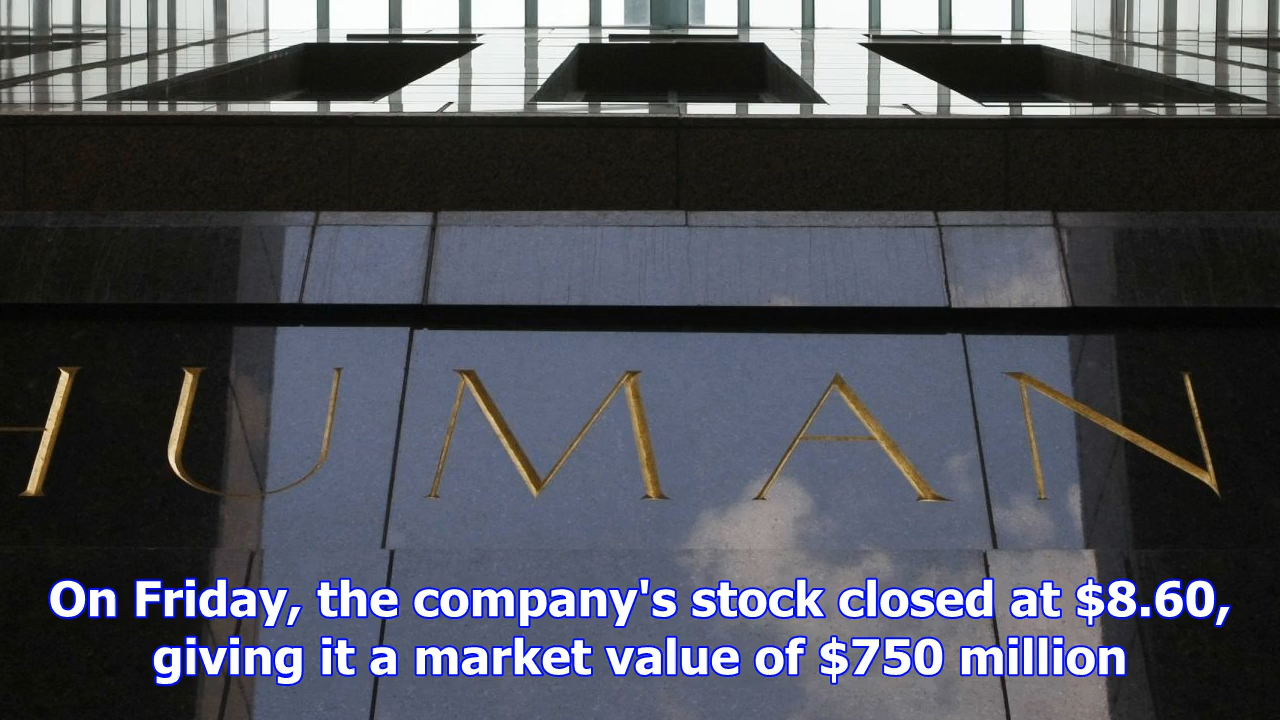 HUMAN
On Friday, the company's stock closed at $8.60,
giving it a market value of $750 million